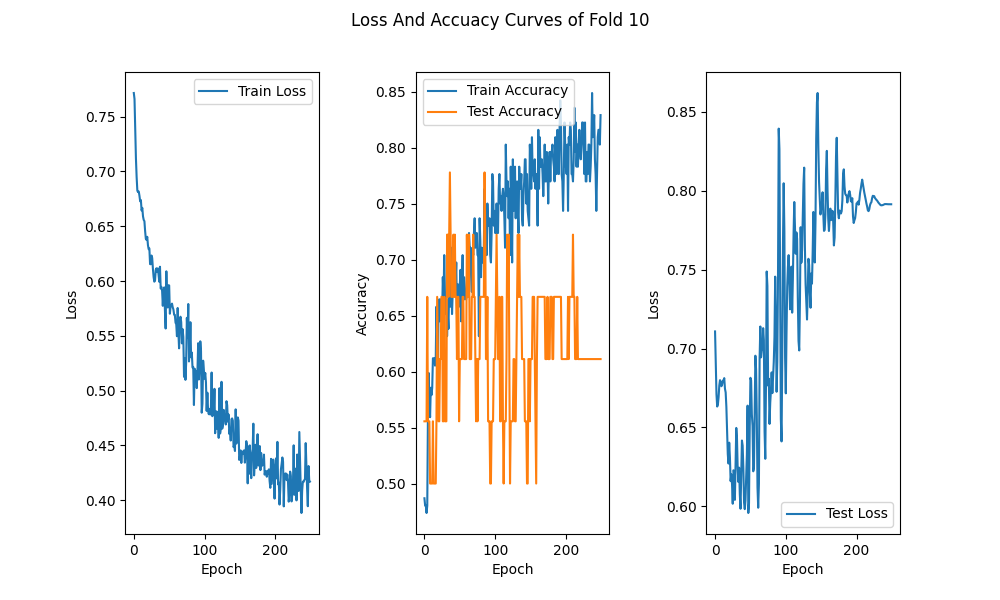 Loss And Accuacy Curves of Fold 10
Train Loss
0.75
0.70
0.65
0.60
0.55
0.50
0.45
0.40
Loss
0 100 200
Epoch
Train Accuracy
Test Accuracy
0.85
0.80
0.75
0.70
0.65
0.60
0.55
0.50
Accuracy
0 100 200
Epoch
0.85
0.80
0.75
0.70
0.65
0.60
Loss
Test Loss
0 100 200
Epoch